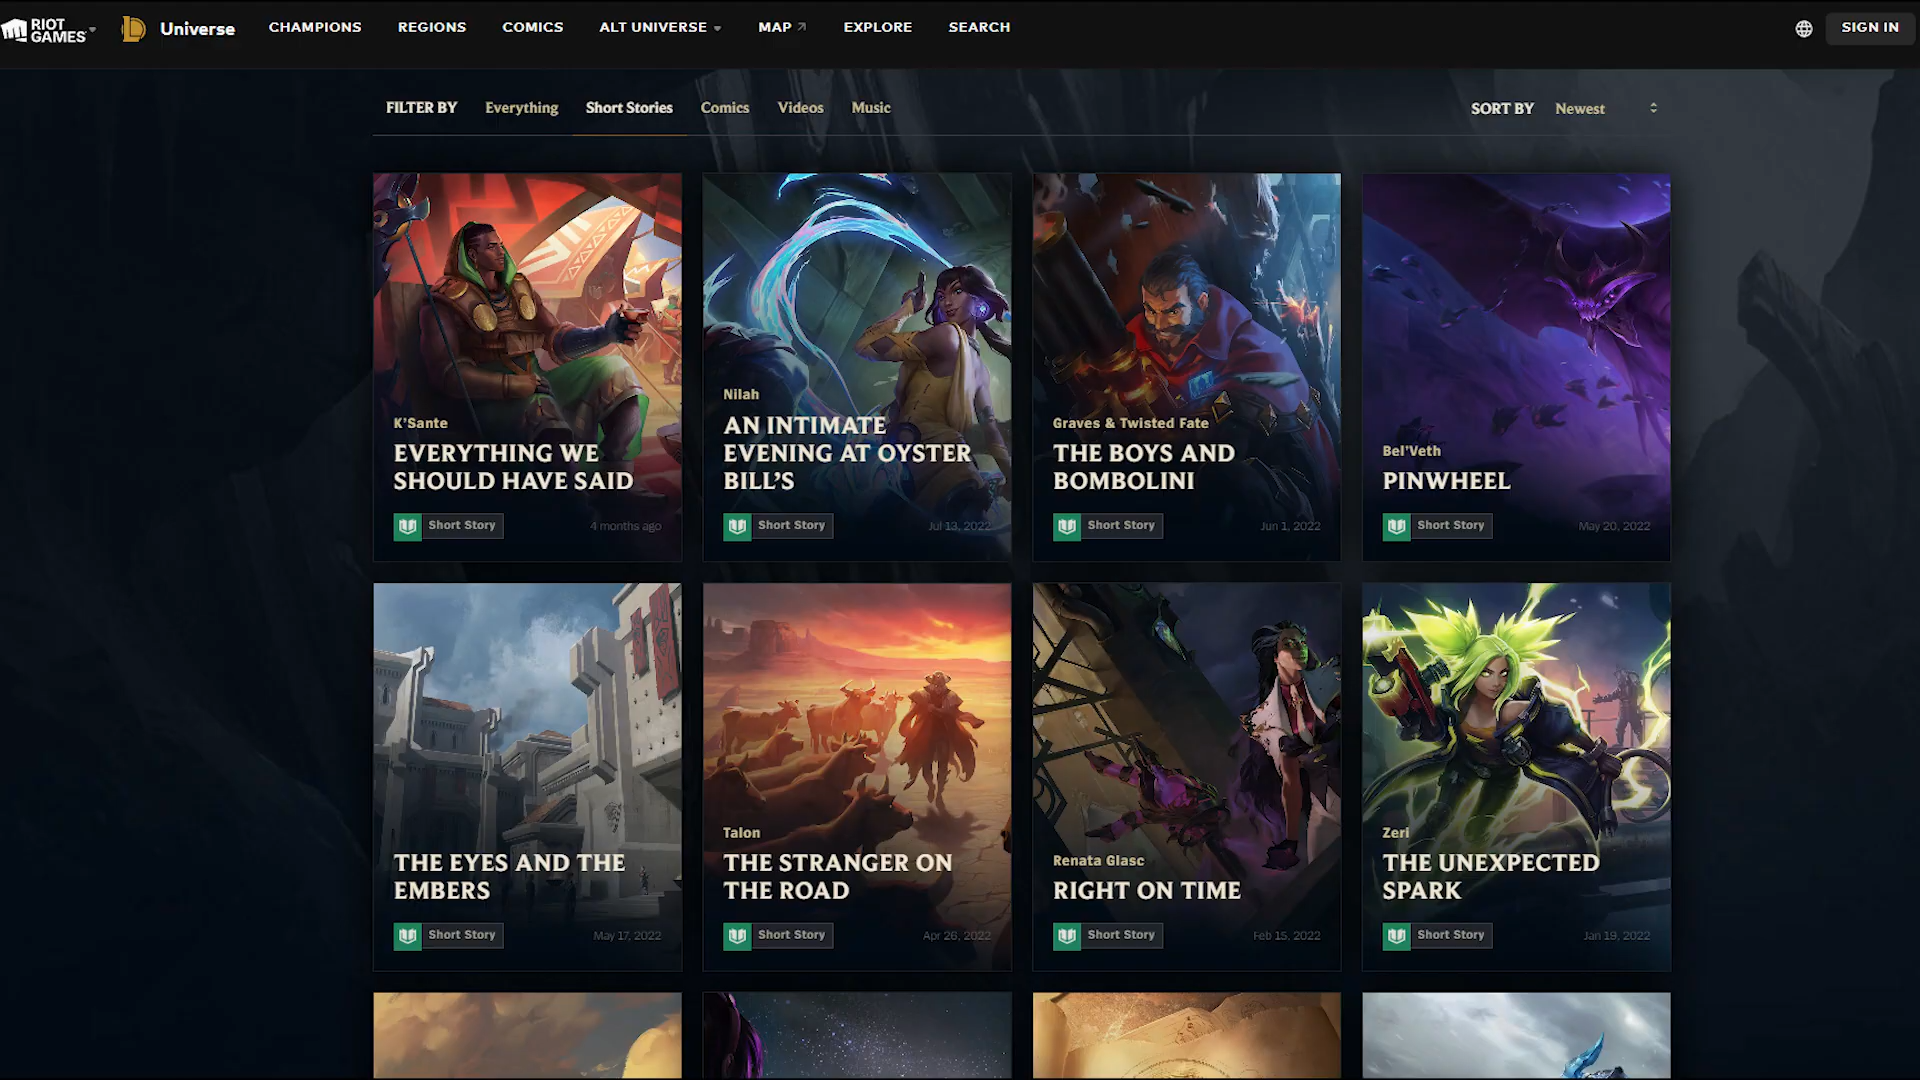 RIOT GAMES
Universe
CHAMPIONS
REGIONS
COMICS
ALT UNIVERSE
MAP
EXPLORE
SEARCH
SIGN IN
FILTER BY
Everything
Short Stories
Comics
Videos
Music
SORT BY
Newest
K'Sante
EVERYTHING WE
SHOULD HAVE SAID
Short Story
4 months ago
Nilah
AN INTIMATE
EVENING AT OYSTER
BILL'S
Short Story
Jul 13, 2022
Graves & Twisted Fate
THE BOYS AND
BOMBOLINI
Short Story
Jun 1, 2022
Bel'Veth
PINWHEEL
Short Story
May 20, 2022
THE EYES AND THE
EMBERS
Short Story
May 17, 2022
Talon
THE STRANGER ON
THE ROAD
Short Story
Apr 26, 2022
Renata Glasc
RIGHT ON TIME
Short Story
Feb 15, 2022
Zeri
THE UNEXPECTED
SPARK
Short Story
Jan 19, 2022